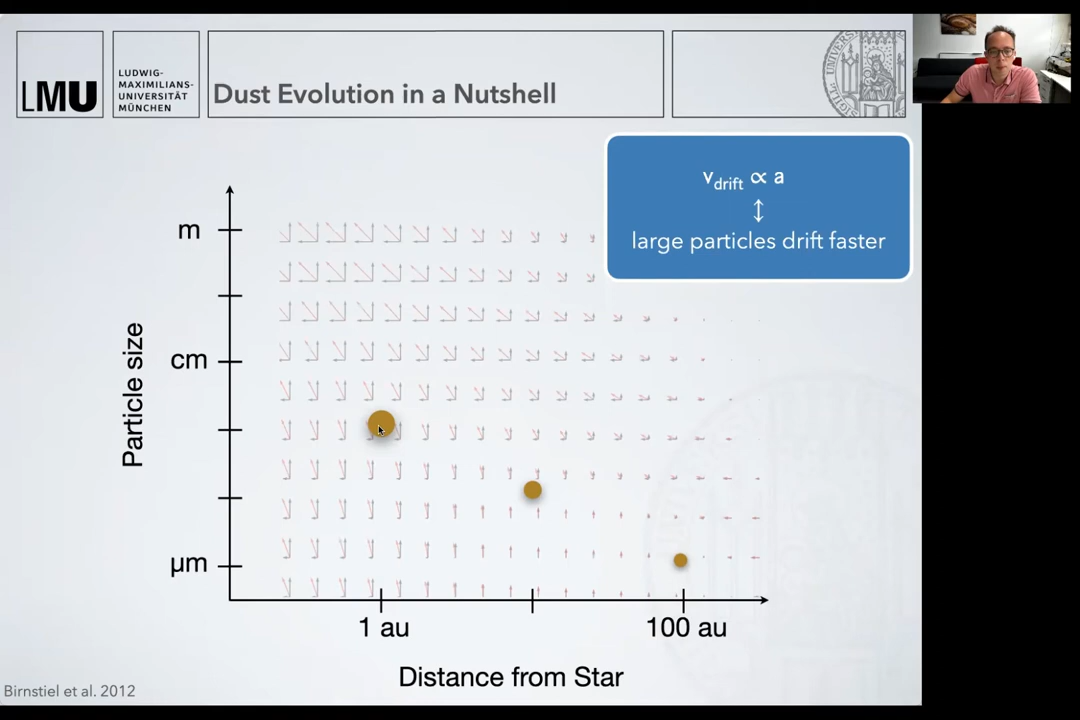 LMU
LUDWIG-
MAXIMILIANS-
UNIVERSITÄT
MÜNCHEN
Dust Evolution in a Nutshell
v_drift ∝ a
↕
large particles drift faster
m
cm
μm
Particle size
1 au
100 au
Distance from Star
Birnstiel et al. 2012